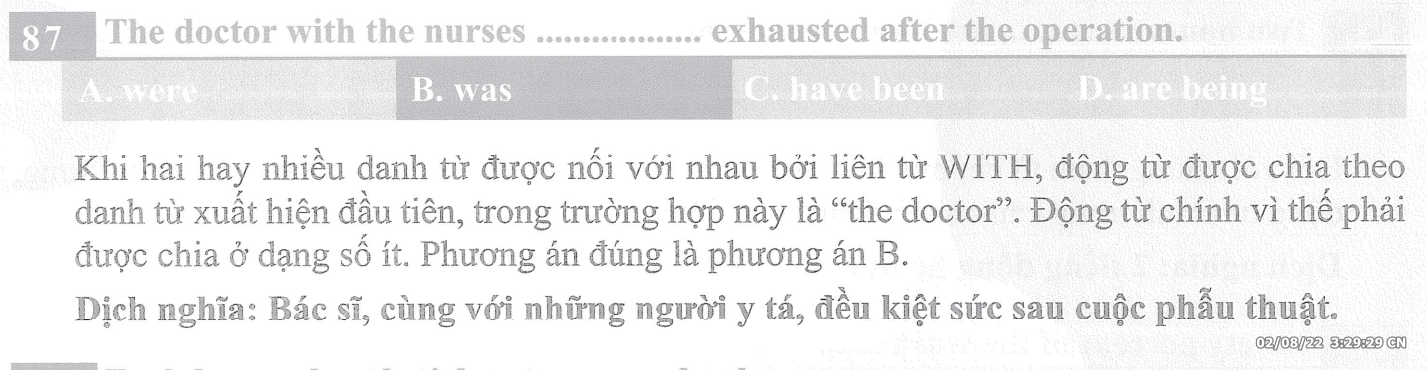 87 The doctor with the nurses .................. exhausted after the operation.
A. were B. was C. have been D. are being
Khi hai hay nhiều danh từ được nối với nhau bởi liên từ WITH, động từ được chia theo
danh từ xuất hiện đầu tiên, trong trường hợp này là “the doctor”. Động từ chính vì thế phải
được chia ở dạng số ít. Phương án đúng là phương án B.
Dịch nghĩa: Bác sĩ, cùng với những người y tá, đều kiệt sức sau cuộc phẫu thuật.
02/08/22 3:29:29 CN